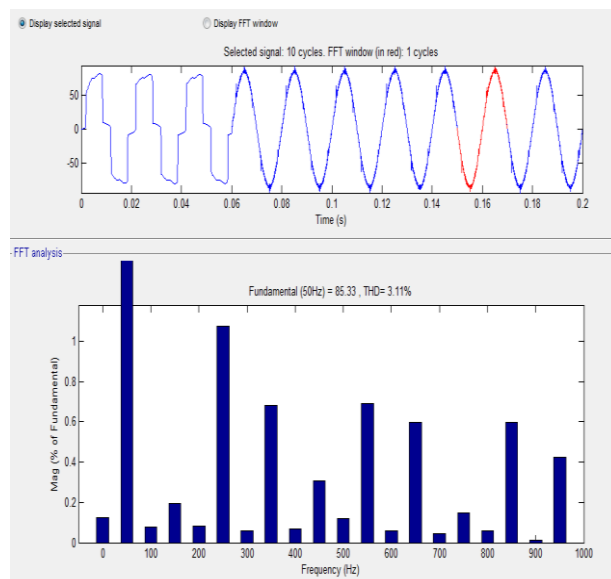 Display selected signal
Display FFT window
Selected signal: 10 cycles. FFT window (in red): 1 cycles
50
0
-50
0 0.02 0.04 0.06 0.08 0.1 0.12 0.14 0.16 0.18 0.2
Time (s)
FFT analysis
Fundamental (50Hz) = 85.33 , THD= 3.11%
Mag (% of Fundamental)
1
0.8
0.6
0.4
0.2
0
0 100 200 300 400 500 600 700 800 900 1000
Frequency (Hz)